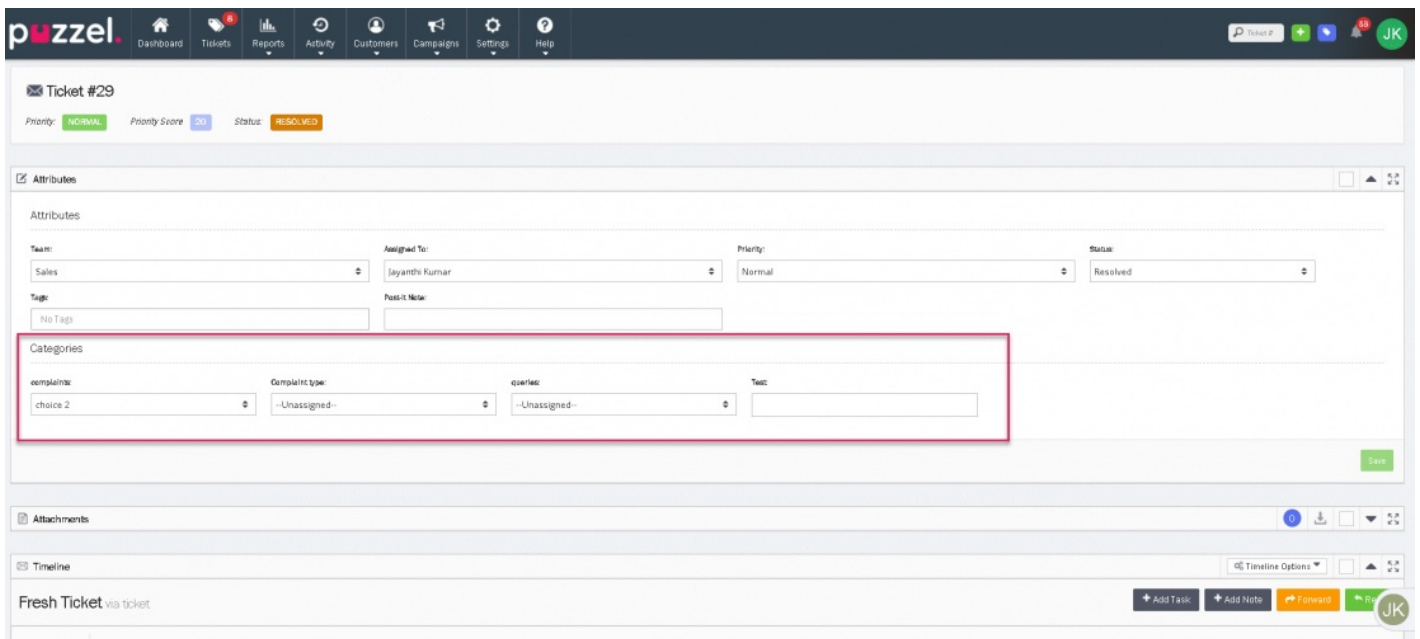 puzzel.
Dashboard
Tickets
8
Reports
Activity
Customers
Campaigns
Settings
Help
Ticket #
JK
Ticket #29
Priority: NORMAL Priority Score 20 Status: RESOLVED
Attributes
Attributes
Team: Assigned To: Priority: Status:
Sales Jayanthi Kumar Normal Resolved
Tags: Post-It Note:
No Tags
Categories
complaints: Complaint type: queries: Test:
choice 2 --Unassigned-- --Unassigned--
Save
Attachments 0
Timeline Timeline Options
Fresh Ticket via ticket + Add Task + Add Note Forward
JK